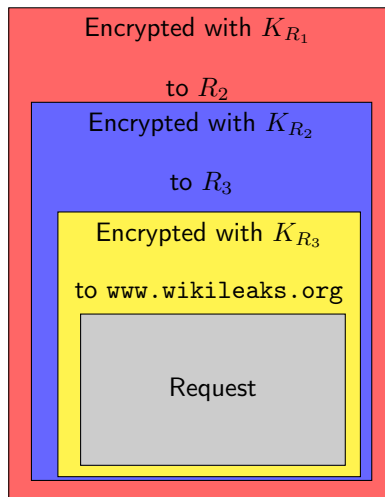 Encrypted with K_{R_1}
to R_2
Encrypted with K_{R_2}
to R_3
Encrypted with K_{R_3}
to www.wikileaks.org
Request